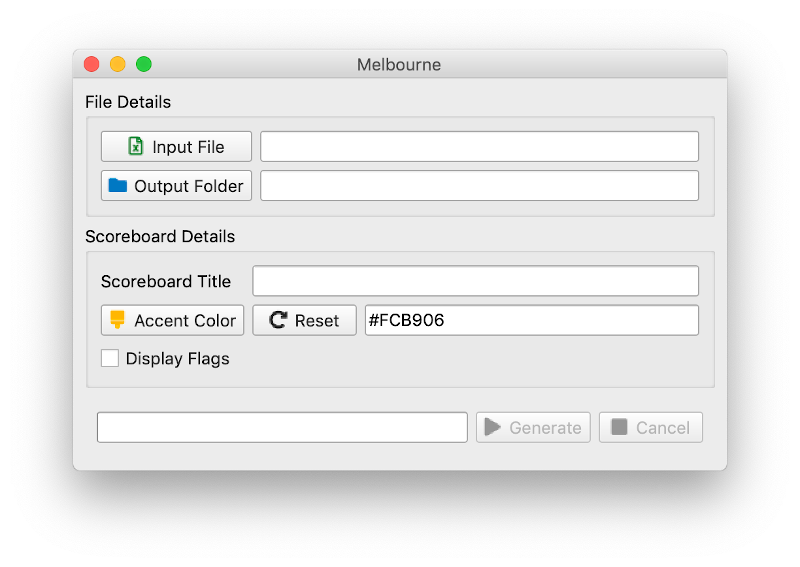 Melbourne
File Details
Input File
Output Folder
Scoreboard Details
Scoreboard Title
Accent Color Reset #FCB906
Display Flags
Generate Cancel